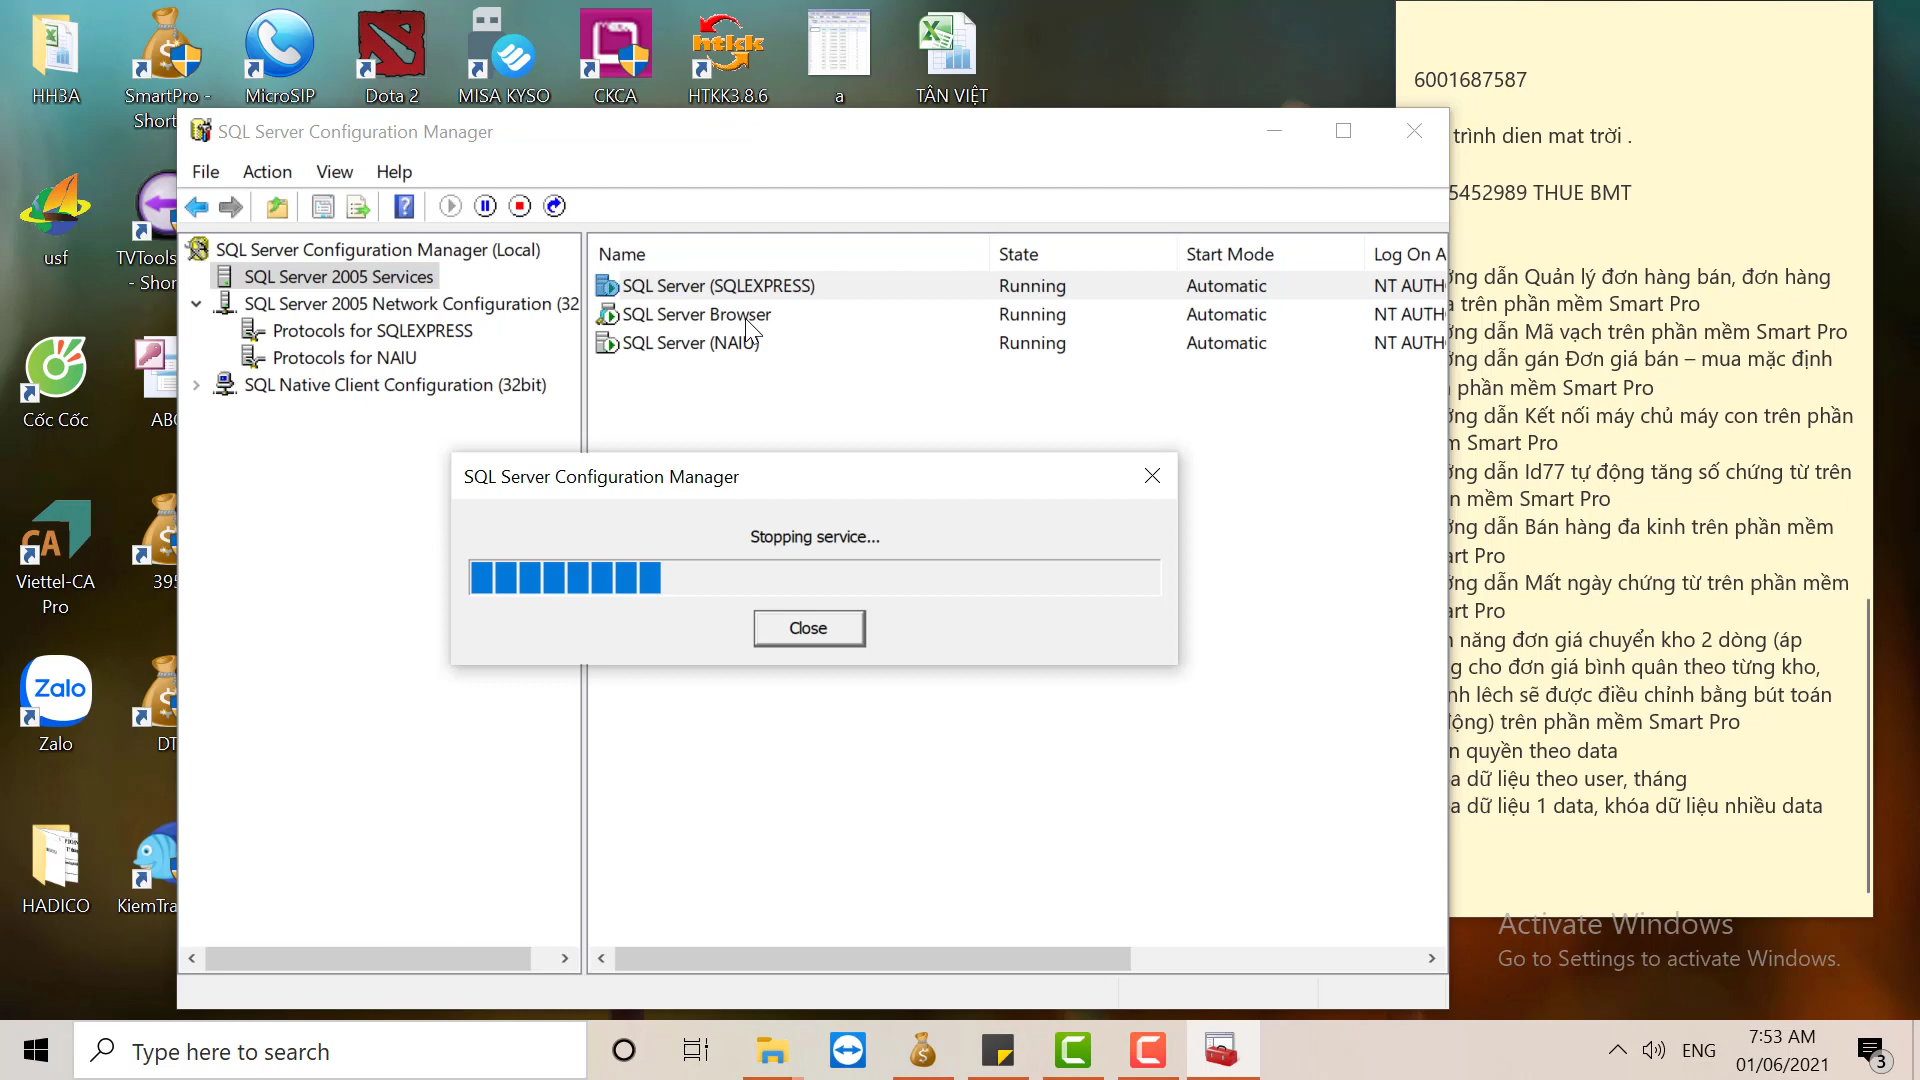 HH3A
SmartPro -
Short
MicroSIP
Dota 2
MISA KYSO
CKCA
HTKK3.8.6
a
TÂN VIỆT
usf
TVTools
- Shor
Cốc Cốc
ABC
Viettel-CA
Pro
395
Zalo
DT
HADICO
KiemTra
SQL Server Configuration Manager
File
Action
View
Help
SQL Server Configuration Manager (Local)
SQL Server 2005 Services
SQL Server 2005 Network Configuration (32
Protocols for SQLEXPRESS
Protocols for NAIU
SQL Native Client Configuration (32bit)
Name State Start Mode Log On A
SQL Server (SQLEXPRESS) Running Automatic NT AUTH
SQL Server Browser Running Automatic NT AUTH
SQL Server (NAIU) Running Automatic NT AUTH
SQL Server Configuration Manager
Stopping service...
Close
6001687587
trình dien mat trời .
5452989 THUE BMT
ng dẫn Quản lý đơn hàng bán, đơn hàng
a trên phần mềm Smart Pro
ng dẫn Mã vạch trên phần mềm Smart Pro
ng dẫn gán Đơn giá bán – mua mặc định
phần mềm Smart Pro
ng dẫn Kết nối máy chủ máy con trên phần
m Smart Pro
ng dẫn Id77 tự động tăng số chứng từ trên
n mềm Smart Pro
ng dẫn Bán hàng đa kinh trên phần mềm
art Pro
ng dẫn Mất ngày chứng từ trên phần mềm
art Pro
năng đơn giá chuyển kho 2 dòng (áp
g cho đơn giá bình quân theo từng kho,
nh lêch sẽ được điều chỉnh bằng bút toán
động) trên phần mềm Smart Pro
n quyền theo data
a dữ liệu theo user, tháng
a dữ liệu 1 data, khóa dữ liệu nhiều data
Activate Windows
Go to Settings to activate Windows.
Type here to search
ENG
7:53 AM
01/06/2021
3